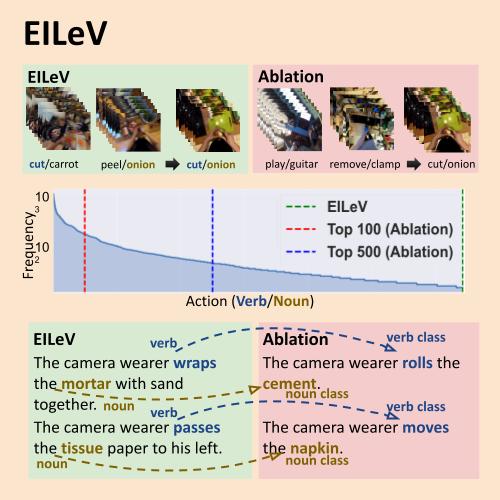 EILeV
EILeV
cut/carrot
peel/onion
cut/onion
Ablation
play/guitar
remove/clamp
cut/onion
Frequency
10
3
10
2
EILeV
Top 100 (Ablation)
Top 500 (Ablation)
Action (Verb/Noun)
EILeV
verb
The camera wearer wraps
the mortar with sand
together.
noun
verb
The camera wearer passes
the tissue paper to his left.
noun
Ablation
verb class
The camera wearer rolls the
cement.
noun class
verb class
The camera wearer moves
the napkin.
noun class